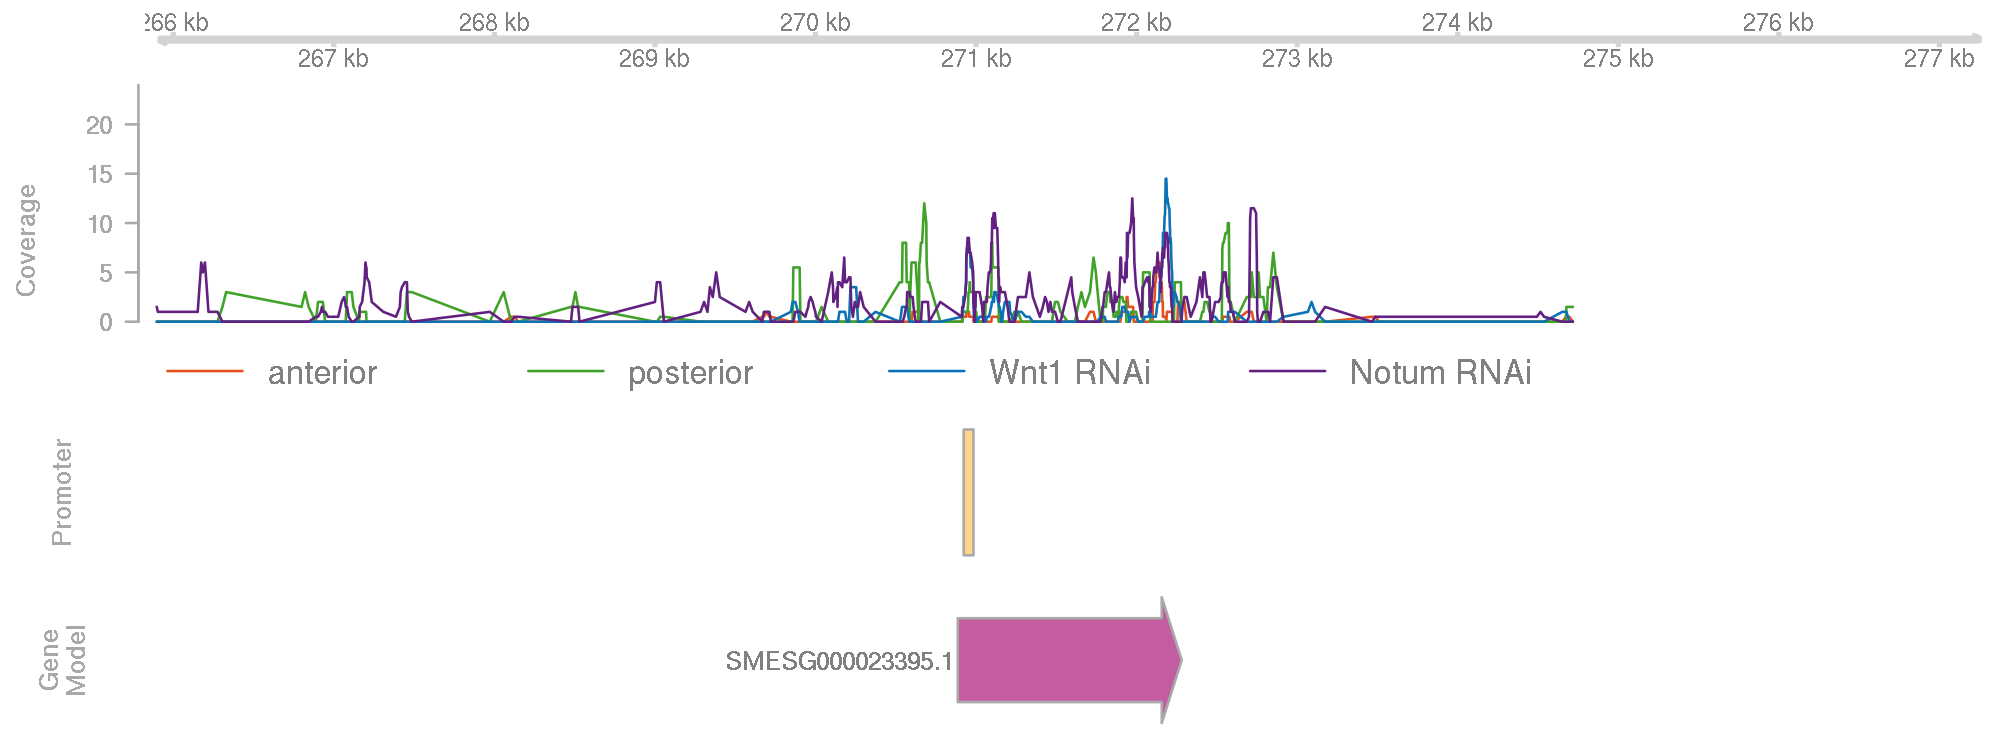 266 kb 268 kb 270 kb 272 kb 274 kb 276 kb
267 kb 269 kb 271 kb 273 kb 275 kb 277 kb
Coverage
20
15
10
5
0
anterior posterior Wnt1 RNAi Notum RNAi
Promoter
Gene
Model
SMESG000023395.1